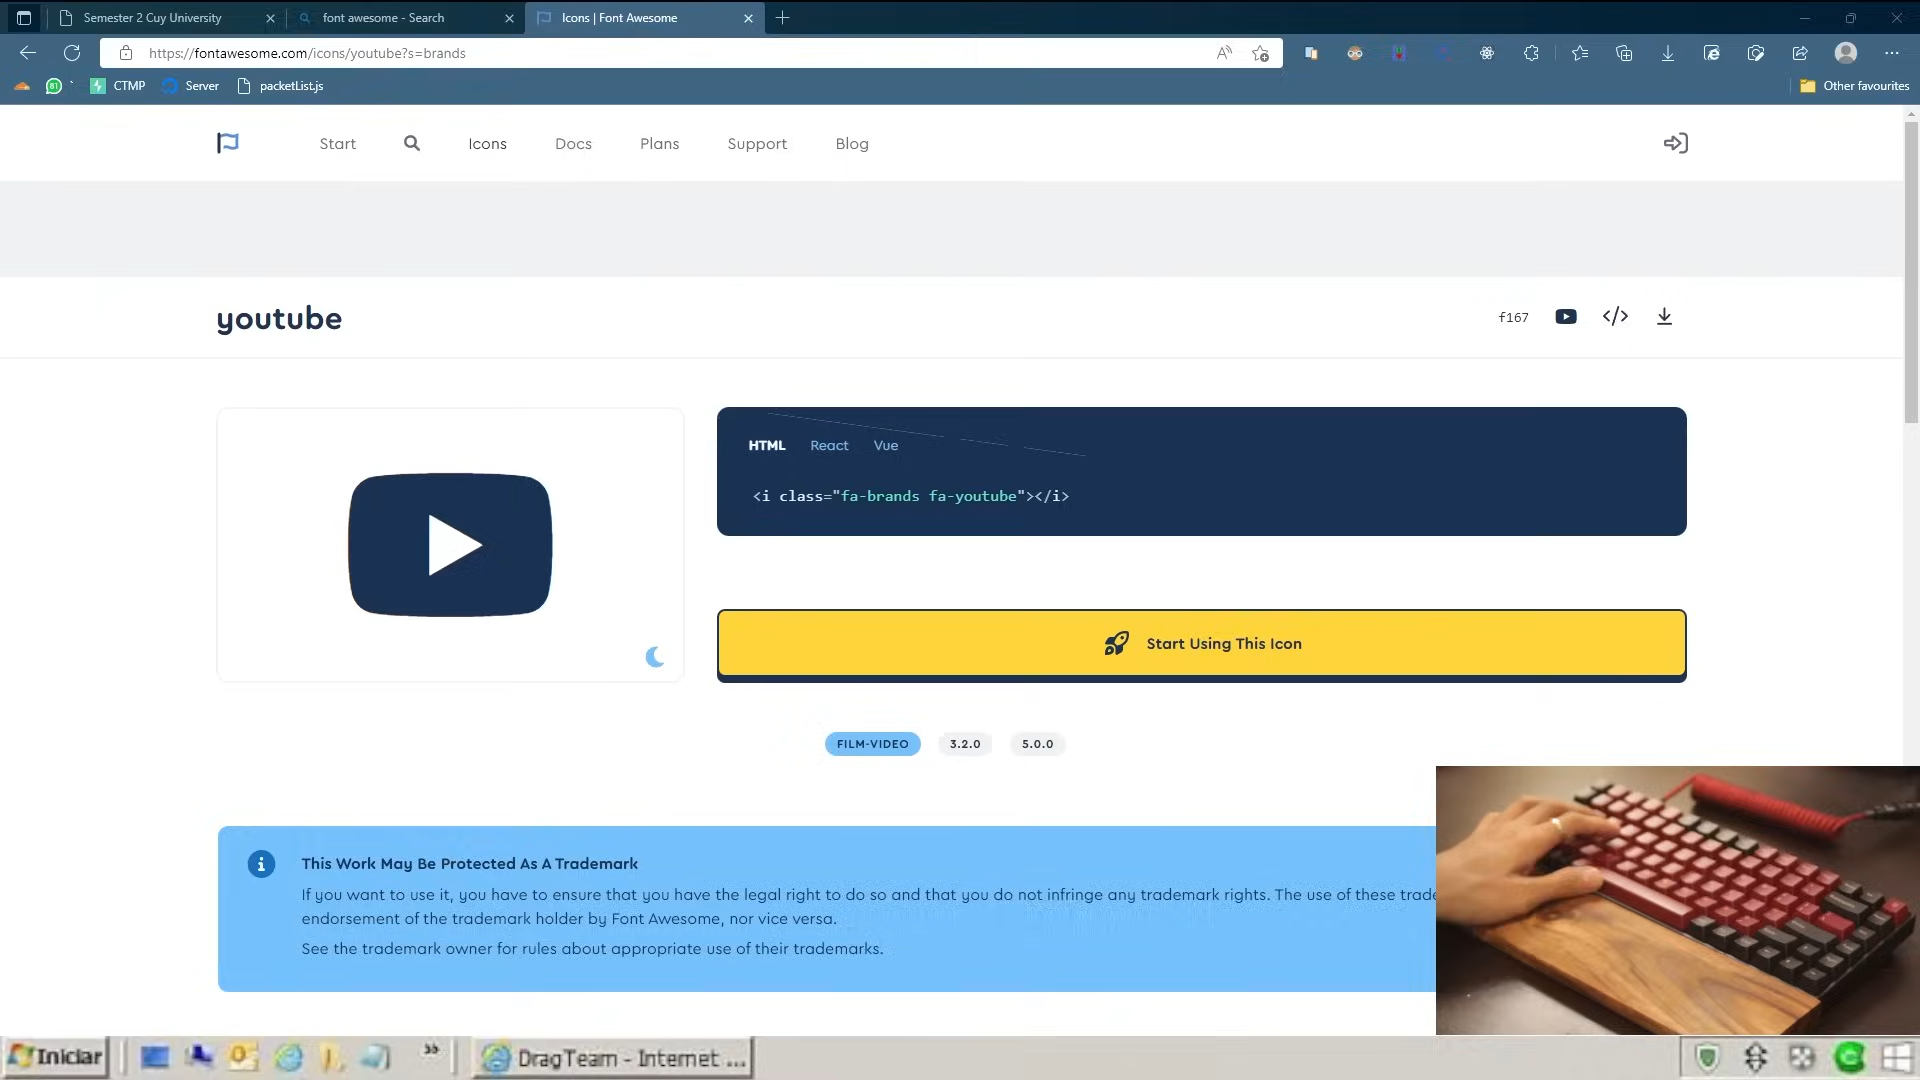 Semester 2 Cuy University
font awesome - Search
Icons | Font Awesome
https://fontawesome.com/icons/youtube?s=brands
81
CTMP
Server
packetList.js
Other favourites
Start
Icons
Docs
Plans
Support
Blog
youtube
f167
HTML
React
Vue
<i class="fa-brands fa-youtube"></i>
Start Using This Icon
FILM-VIDEO
3.2.0
5.0.0
This Work May Be Protected As A Trademark
If you want to use it, you have to ensure that you have the legal right to do so and that you do not infringe any trademark rights. The use of these trade
endorsement of the trademark holder by Font Awesome, nor vice versa.
See the trademark owner for rules about appropriate use of their trademarks.
Iniciar
DragTeam - Internet ...